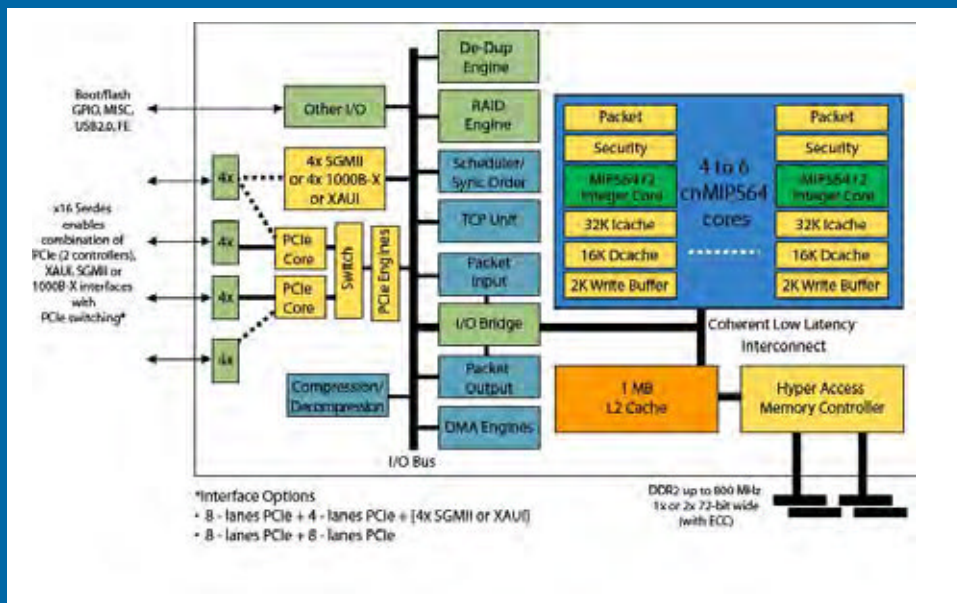 Boot/flash
GPIO, MISC,
USB2.0, FE
Other I/O
4x
4x SGMII
or 4x 1000B-X
or XAUI
x16 Serdes
enables
combination of
PCIe (2 controllers),
XAUI, SGMII or
1000B-X interfaces
with
PCIe switching*
4x
4x
4x
PCIe
Core
PCIe
Core
Switch
PCIe Engines
Compression/
Decompression
I/O Bus
De-Dup
Engine
RAID
Engine
Scheduler/
Sync Order
TCP Unit
Packet
Input
I/O Bridge
Packet
Output
DMA Engines
Packet
Security
MIPS64 r2
Integer Core
32K Icache
16K Dcache
2K Write Buffer
4 to 6
cnMIPS64
cores
Packet
Security
MIPS64 r2
Integer Core
32K Icache
16K Dcache
2K Write Buffer
Coherent Low Latency
Interconnect
1 MB
L2 Cache
Hyper Access
Memory Controller
DDR2 up to 800 MHz
1x or 2x 72-bit wide
(with ECC)
*Interface Options
• 8 - lanes PCIe + 4 - lanes PCIe + [4x SGMII or XAUI]
• 8 - lanes PCIe + 8 - lanes PCIe